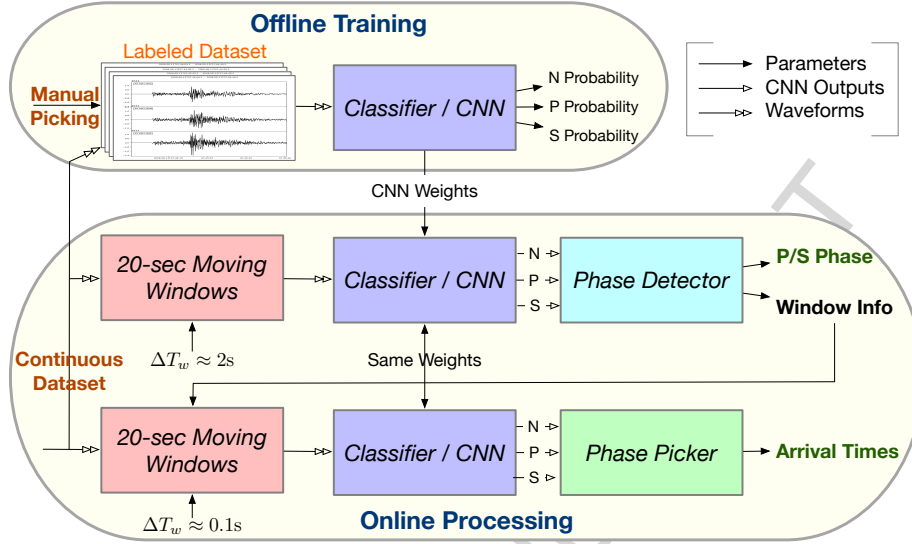 Offline Training
Labeled Dataset
Manual
Picking
Classifier / CNN
N Probability
P Probability
S Probability
Parameters
CNN Outputs
Waveforms
CNN Weights
20-sec Moving
Windows
Classifier / CNN
N
P
S
Phase Detector
P/S Phase
Window Info
ΔT_w ≈ 2s
Same Weights
Continuous
Dataset
20-sec Moving
Windows
Classifier / CNN
N
P
S
Phase Picker
Arrival Times
ΔT_w ≈ 0.1s
Online Processing
T